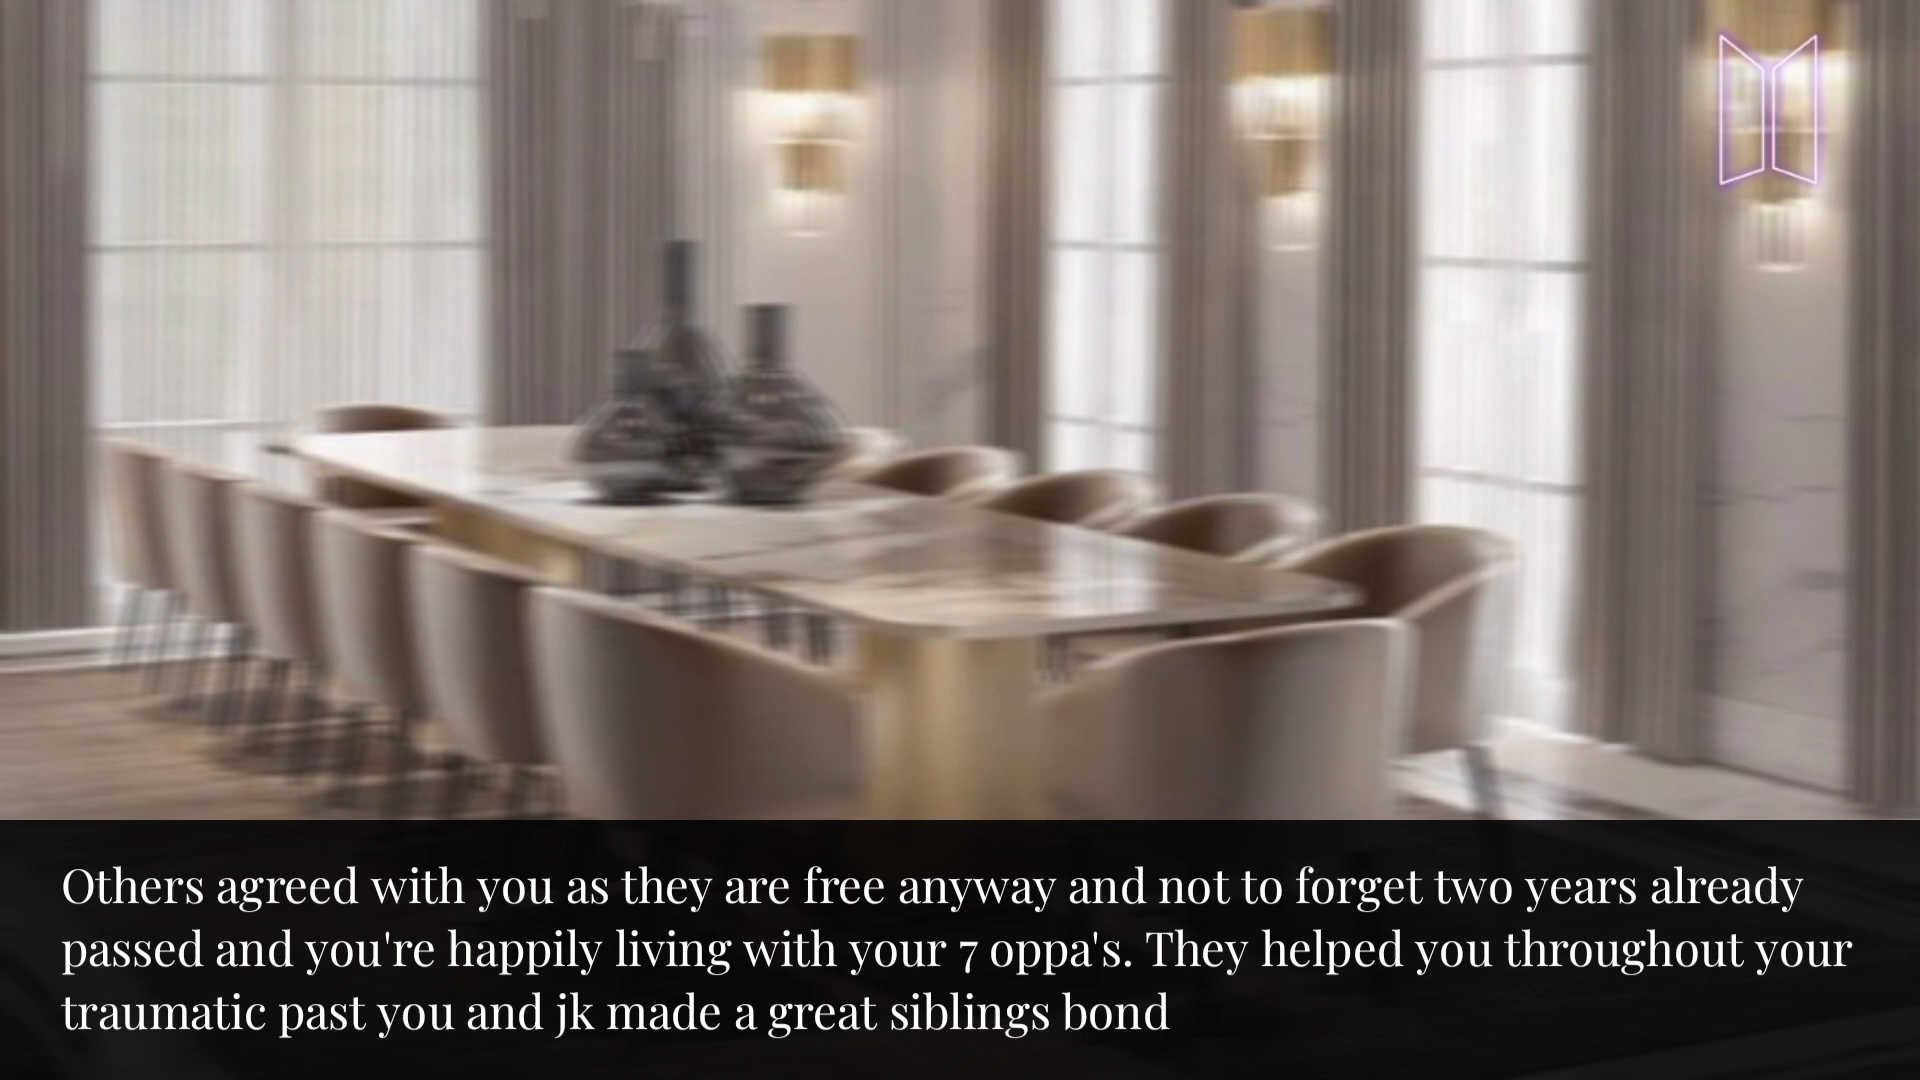 Others agreed with you as they are free anyway and not to forget two years already
passed and you're happily living with your 7 oppa's. They helped you throughout your
traumatic past you and jk made a great siblings bond